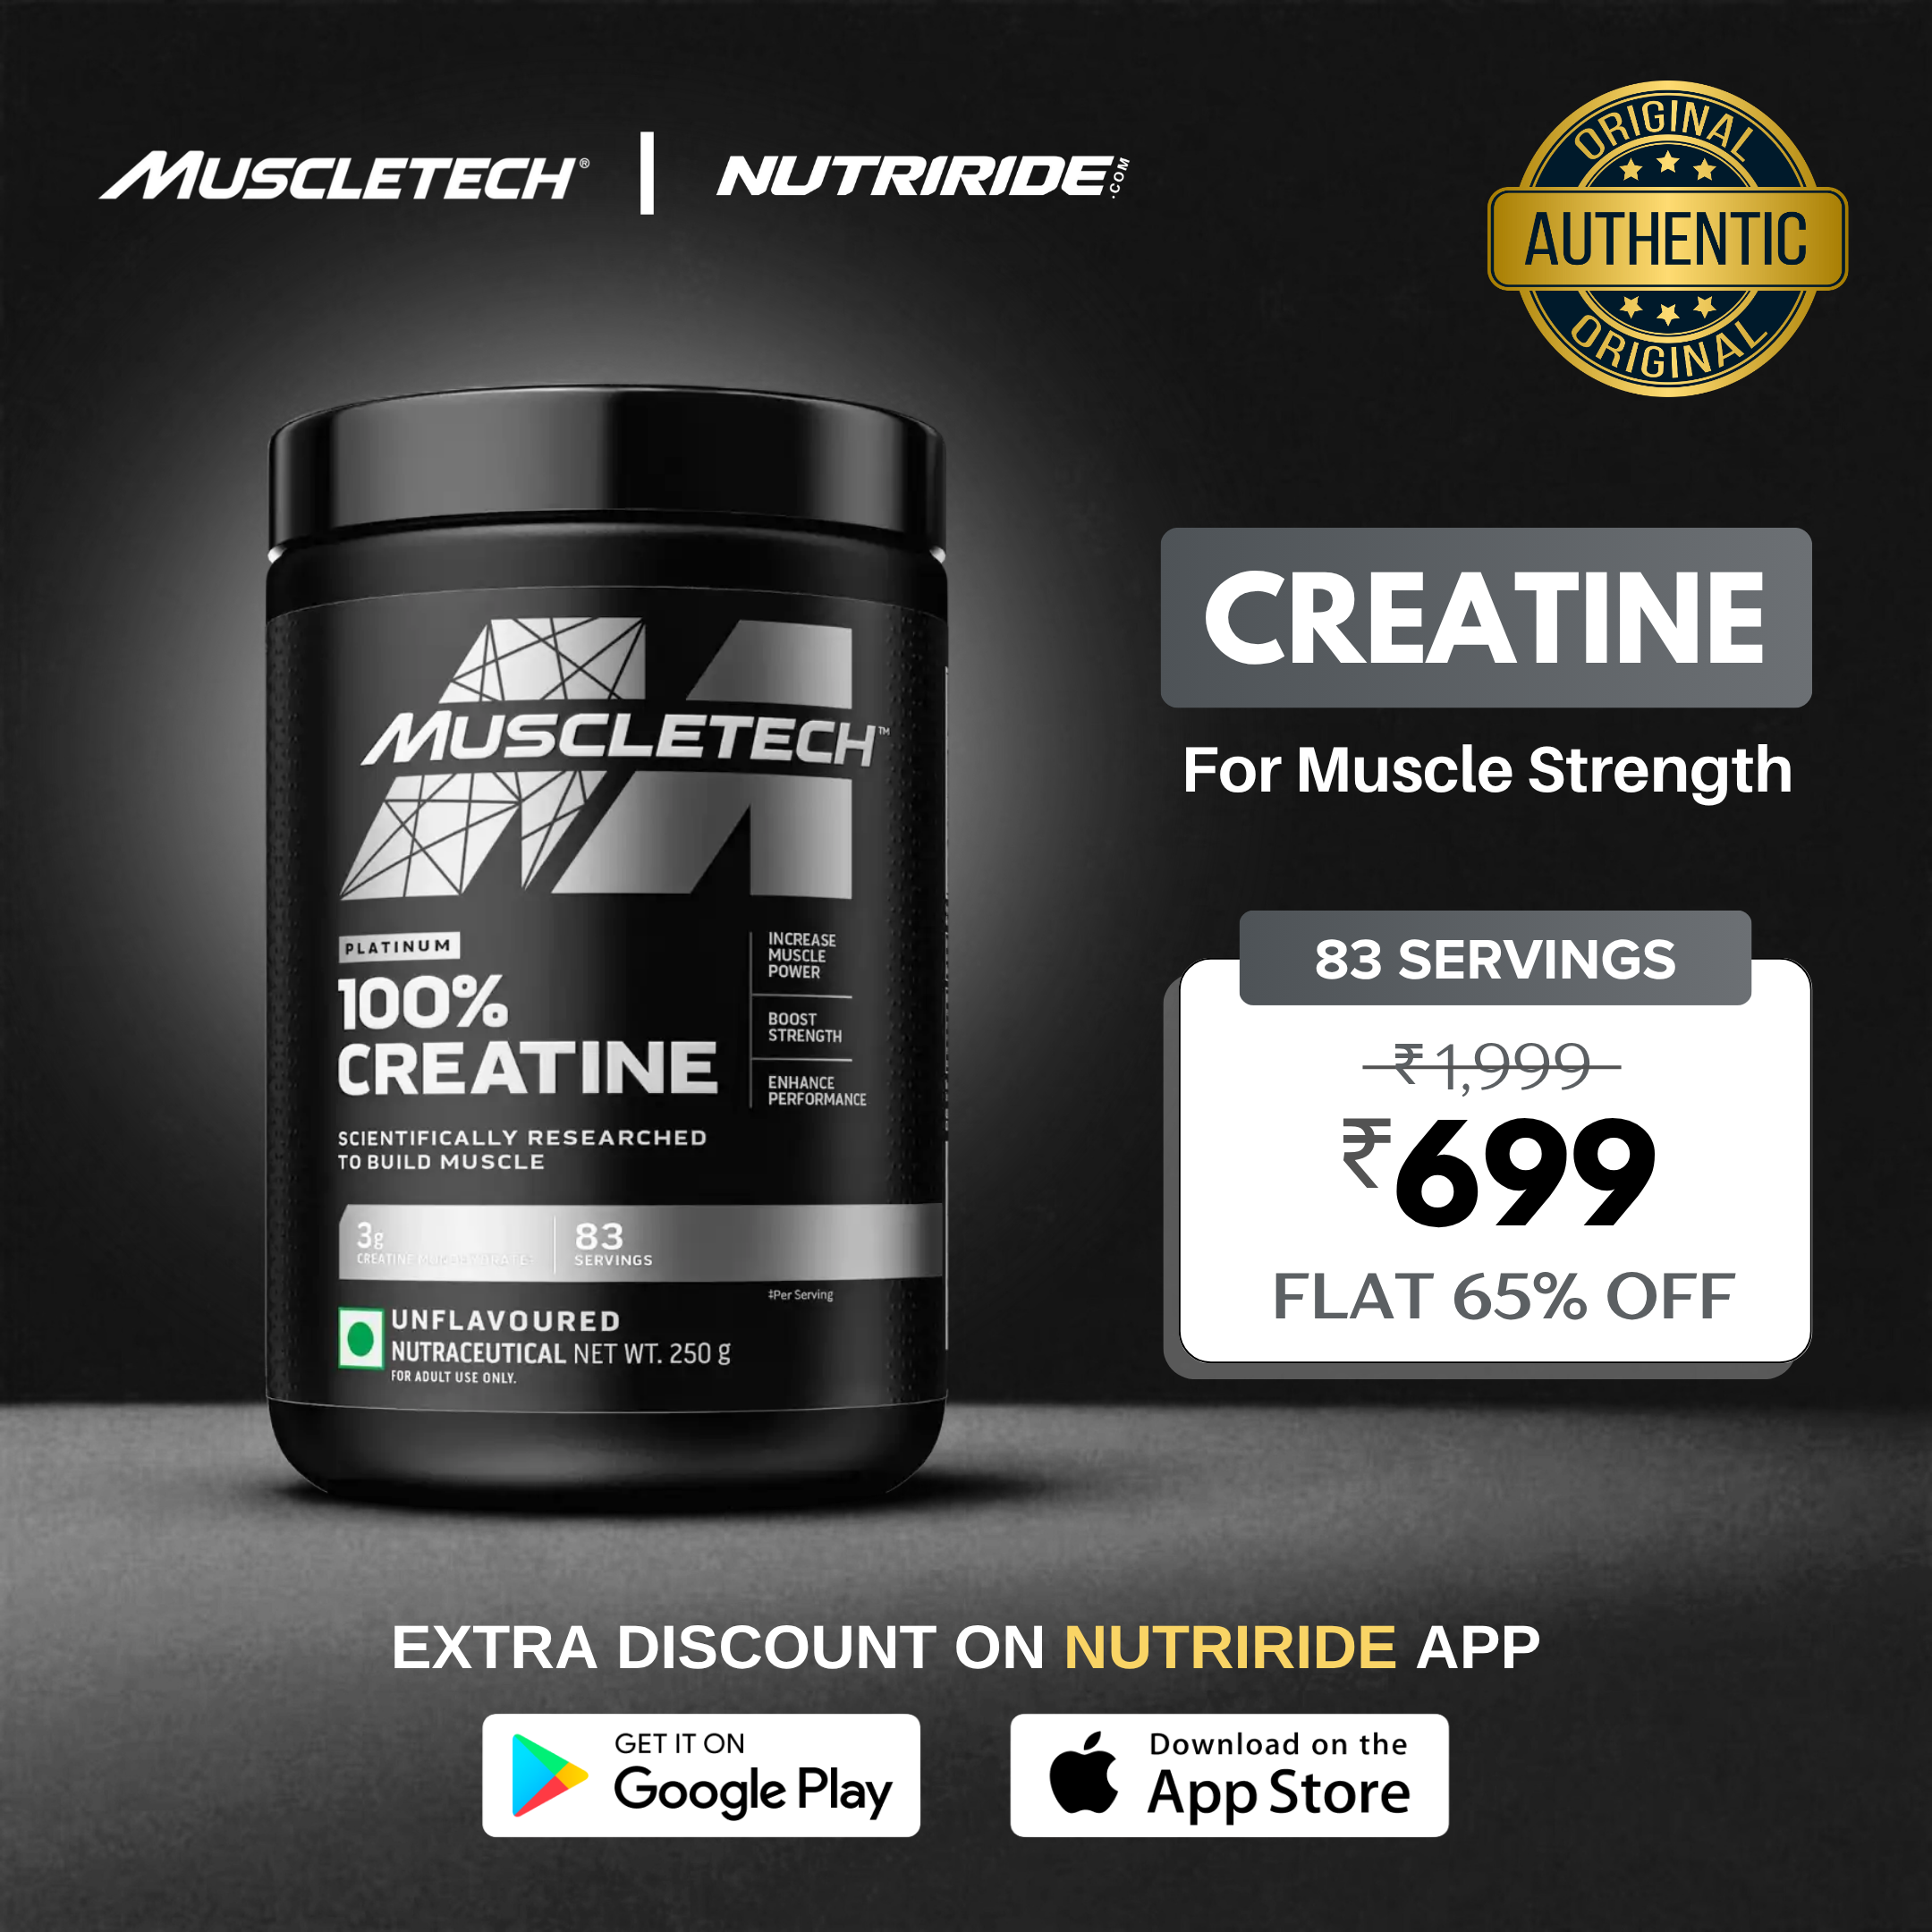 MUSCLETECH®
NUTRIRIDE.COM
ORIGINAL
AUTHENTIC
ORIGINAL
MUSCLETECH™
PLATINUM
100%
CREATINE
INCREASE
MUSCLE
POWER
BOOST
STRENGTH
ENHANCE
PERFORMANCE
SCIENTIFICALLY RESEARCHED
TO BUILD MUSCLE
3g
CREATINE MONOHYDRATE‡
83
SERVINGS
‡Per Serving
UNFLAVOURED
NUTRACEUTICAL NET WT. 250 g
FOR ADULT USE ONLY.
CREATINE
For Muscle Strength
83 SERVINGS
₹1,999
₹699
FLAT 65% OFF
EXTRA DISCOUNT ON NUTRIRIDE APP
GET IT ON
Google Play
Download on the
App Store